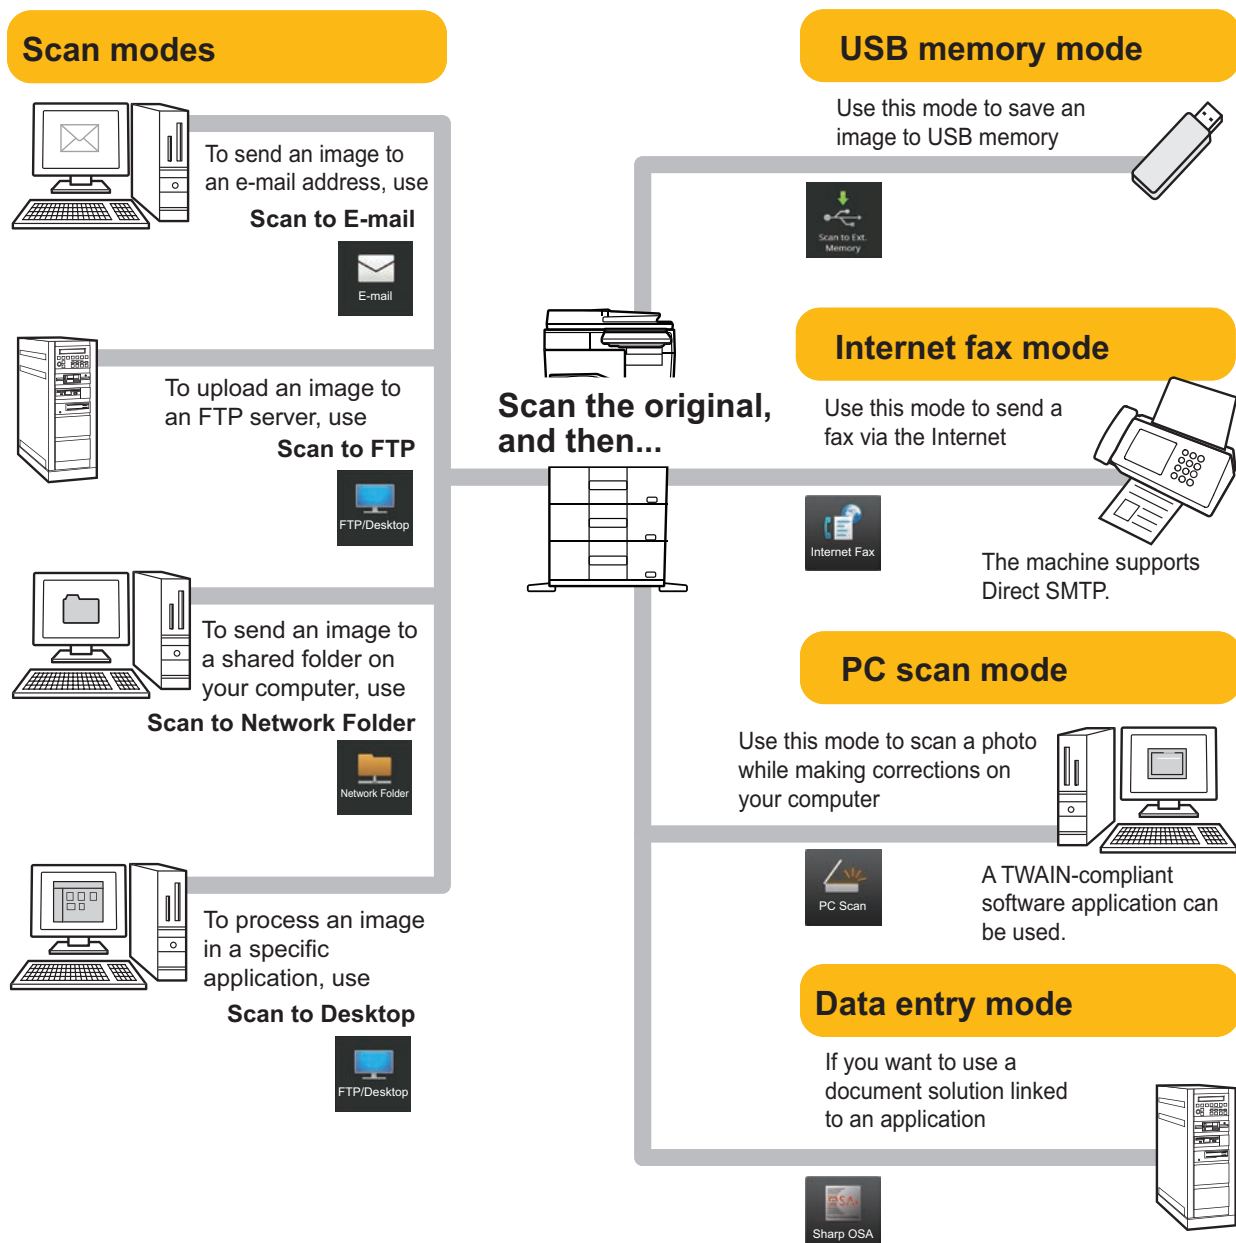 Scan modes
To send an image to
an e-mail address, use
Scan to E-mail
E-mail
To upload an image to
an FTP server, use
Scan to FTP
FTP/Desktop
To send an image to
a shared folder on
your computer, use
Scan to Network Folder
Network Folder
To process an image
in a specific
application, use
Scan to Desktop
FTP/Desktop
Scan the original,
and then...
USB memory mode
Use this mode to save an
image to USB memory
Scan to Ext.
Memory
Internet fax mode
Use this mode to send a
fax via the Internet
Internet Fax
The machine supports
Direct SMTP.
PC scan mode
Use this mode to scan a photo
while making corrections on
your computer
PC Scan
A TWAIN-compliant
software application can
be used.
Data entry mode
If you want to use a
document solution linked
to an application
OSA
Sharp OSA